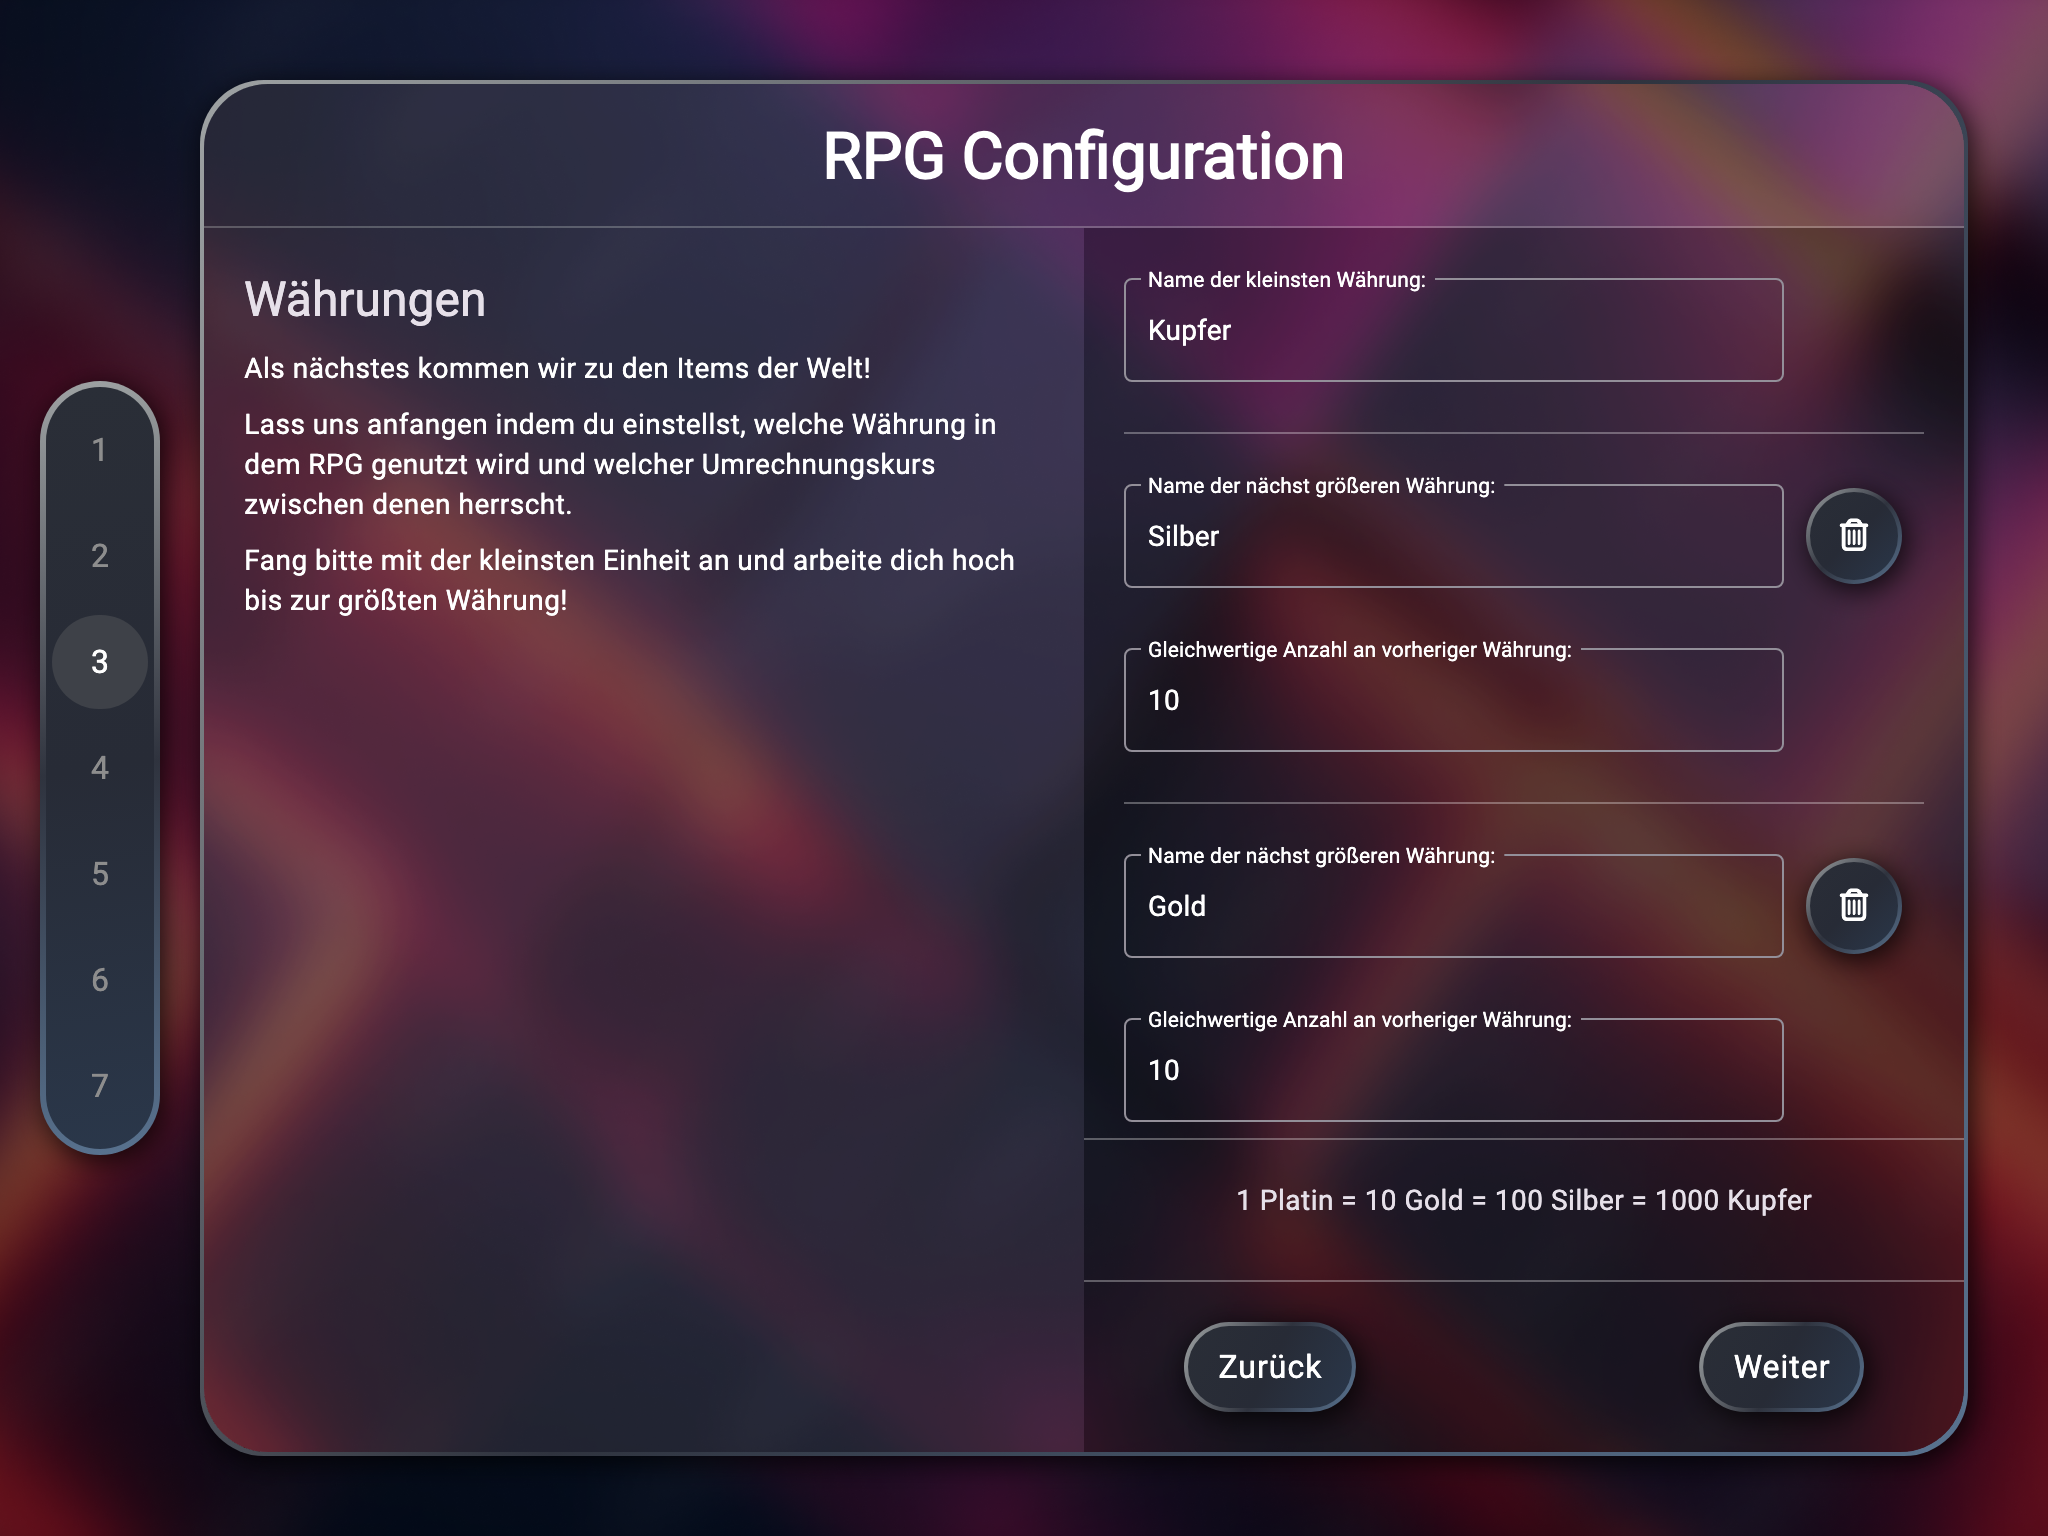 RPG Configuration
1
2
3
4
5
6
7
Währungen
Als nächstes kommen wir zu den Items der Welt!
Lass uns anfangen indem du einstellst, welche Währung in
dem RPG genutzt wird und welcher Umrechnungskurs
zwischen denen herrscht.
Fang bitte mit der kleinsten Einheit an und arbeite dich hoch
bis zur größten Währung!
Name der kleinsten Währung:
Kupfer
Name der nächst größeren Währung:
Silber
Gleichwertige Anzahl an vorheriger Währung:
10
Name der nächst größeren Währung:
Gold
Gleichwertige Anzahl an vorheriger Währung:
10
1 Platin = 10 Gold = 100 Silber = 1000 Kupfer
Zurück
Weiter